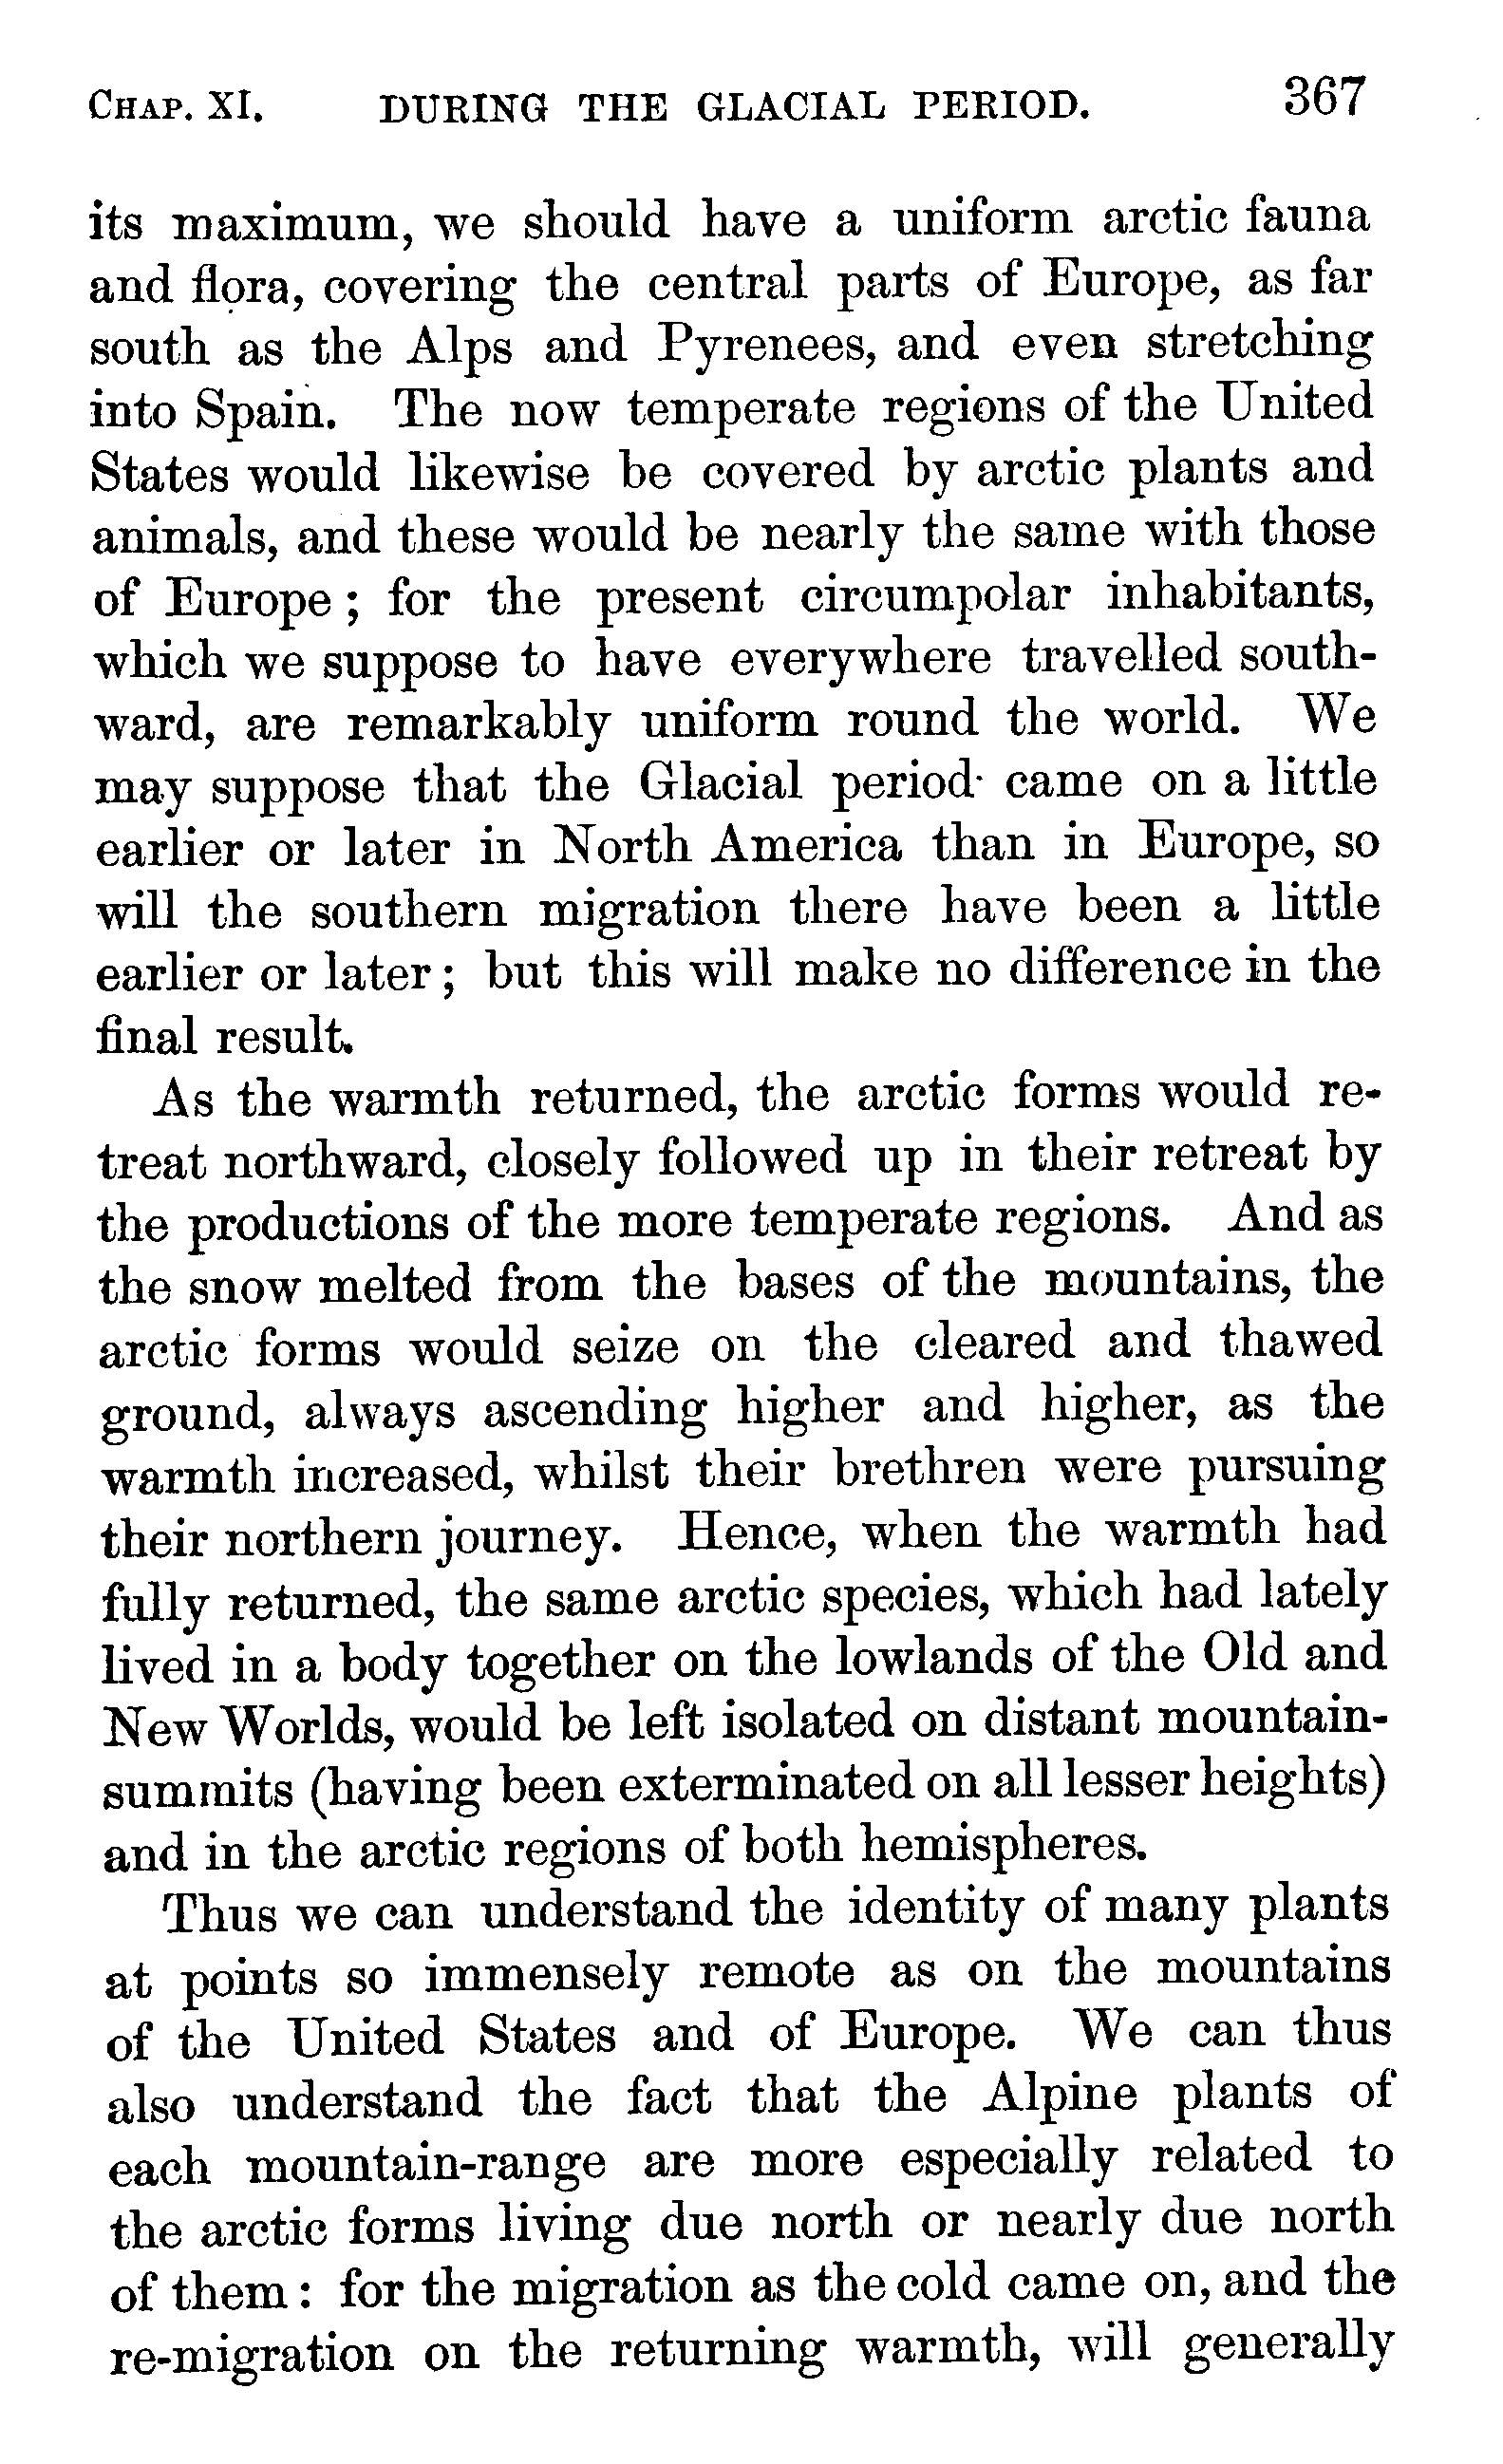 CHAP. XI. DURING THE GLACIAL PERIOD. 367
its maximum, we should have a uniform arctic fauna
and flora, covering the central parts of Europe, as far
south as the Alps and Pyrenees, and even stretching
into Spain. The now temperate regions of the United
States would likewise be covered by arctic plants and
animals, and these would be nearly the same with those
of Europe; for the present circumpolar inhabitants,
which we suppose to have everywhere travelled south-
ward, are remarkably uniform round the world. We
may suppose that the Glacial period came on a little
earlier or later in North America than in Europe, so
will the southern migration there have been a little
earlier or later; but this will make no difference in the
final result.
As the warmth returned, the arctic forms would re-
treat northward, closely followed up in their retreat by
the productions of the more temperate regions. And as
the snow melted from the bases of the mountains, the
arctic forms would seize on the cleared and thawed
ground, always ascending higher and higher, as the
warmth increased, whilst their brethren were pursuing
their northern journey. Hence, when the warmth had
fully returned, the same arctic species, which had lately
lived in a body together on the lowlands of the Old and
New Worlds, would be left isolated on distant mountain-
summits (having been exterminated on all lesser heights)
and in the arctic regions of both hemispheres.
Thus we can understand the identity of many plants
at points so immensely remote as on the mountains
of the United States and of Europe. We can thus
also understand the fact that the Alpine plants of
each mountain-range are more especially related to
the arctic forms living due north or nearly due north
of them: for the migration as the cold came on, and the
re-migration on the returning warmth, will generally